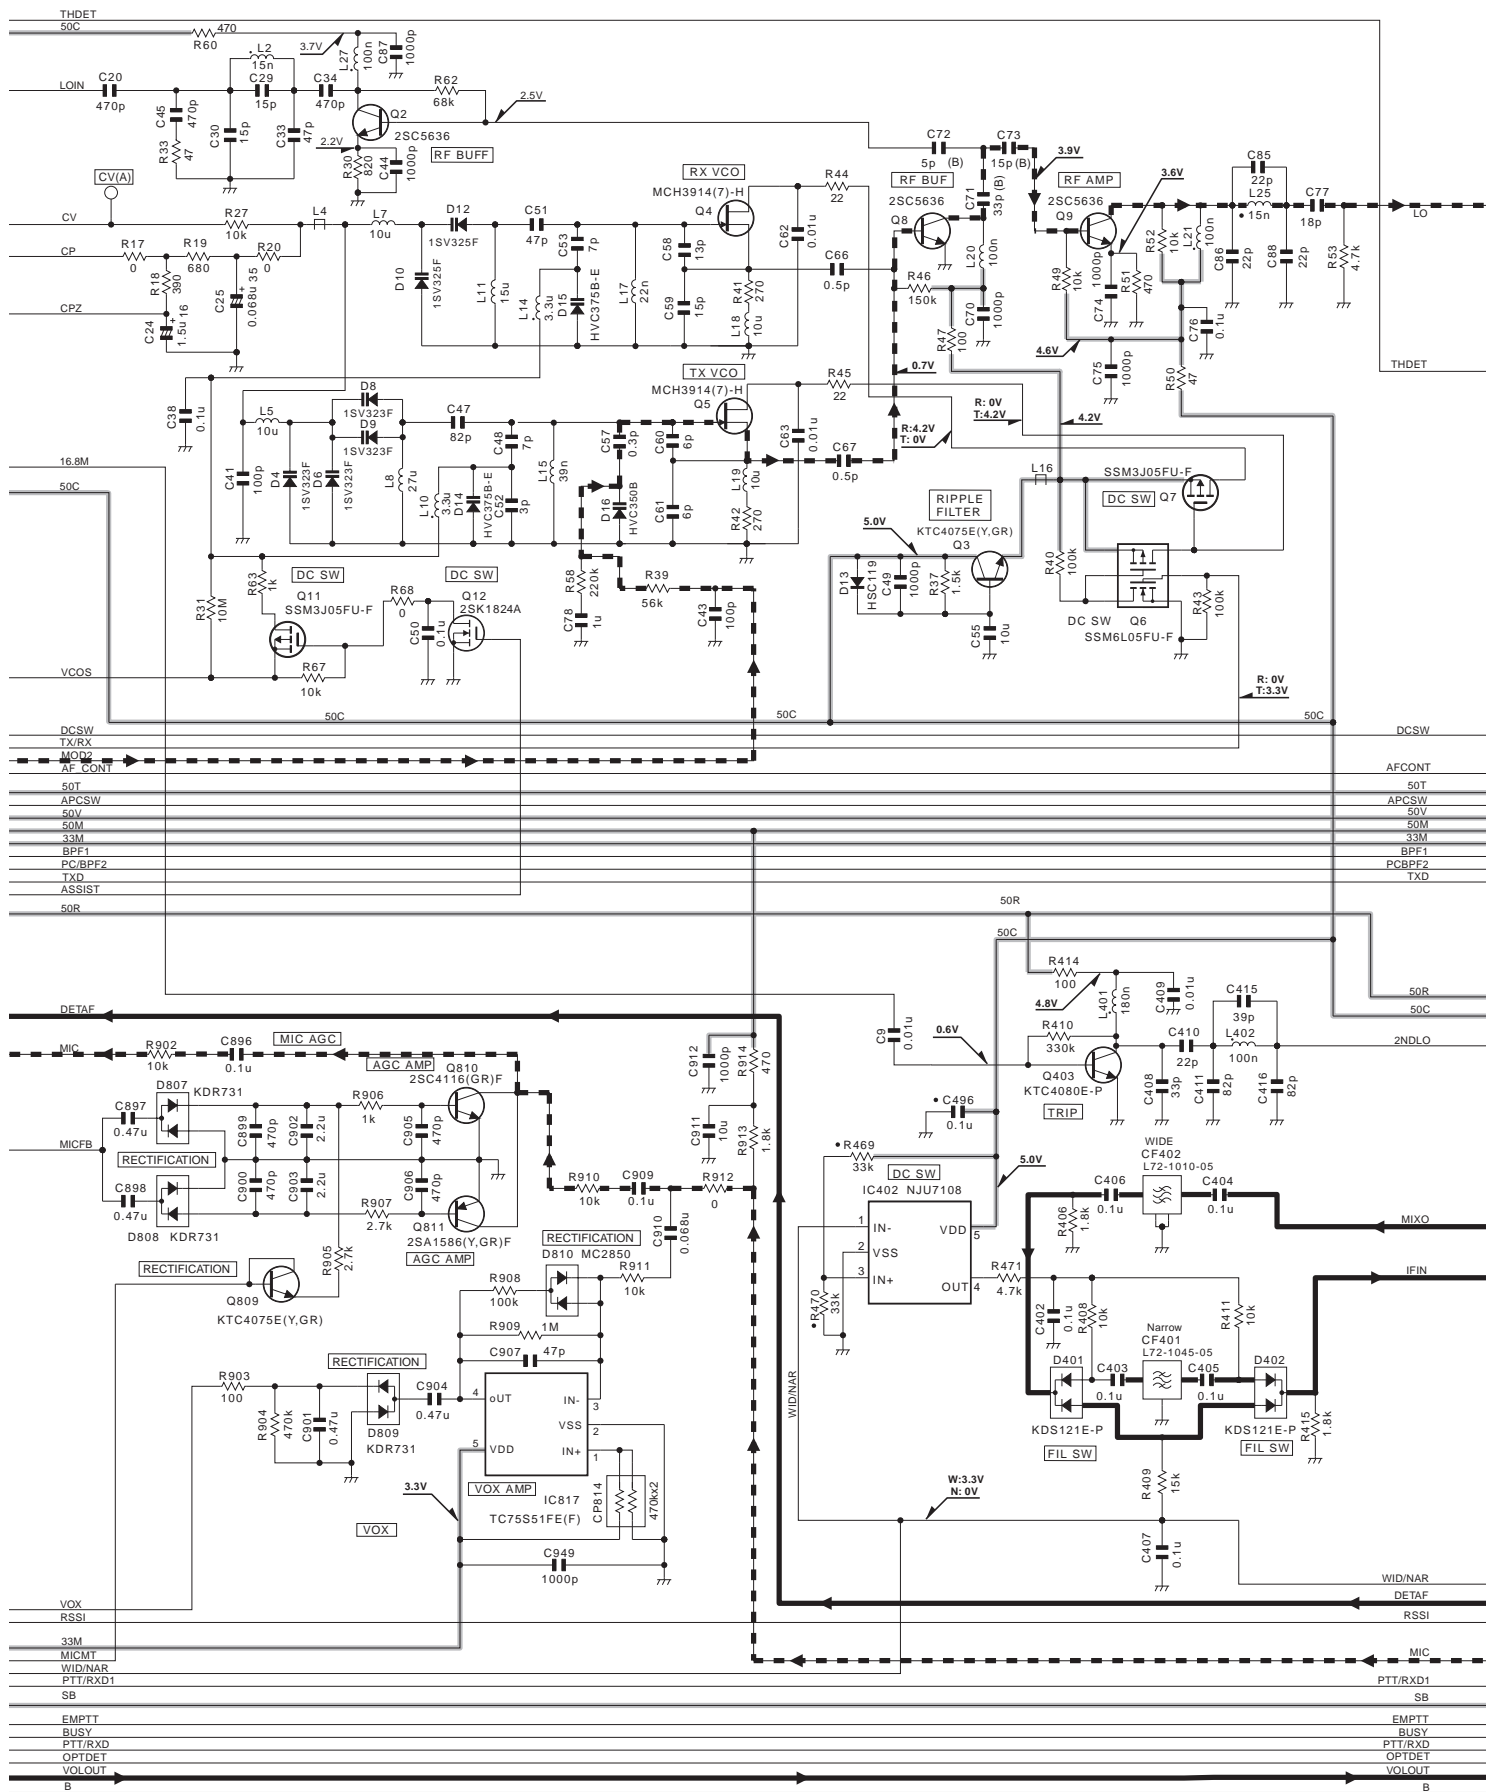 THDET
50C
470
R60
3.7V
L27
100n
C87
1000p
L2
15n
LOIN
C20
470p
C45
470p
R33
47
C30
15p
C29
15p
C33
47p
C34
470p
R62
68k
2.5V
Q2
2SC5636
2.2V
R30
820
C44
1000p
RF BUFF
C72
5p (B)
C73
15p (B)
3.9V
C71
33p (B)
RF BUF
2SC5636
Q8
RF AMP
2SC5636
Q9
3.6V
C85
22p
L25
15n
C77
18p
LO
CV(A)
CV
R27
10k
L4
L7
10u
D12
1SV325F
C51
47p
RX VCO
MCH3914(7)-H
Q4
R44
22
C62
0.01u
C66
0.5p
CP
R17
0
R19
680
R20
0
R18
390
C25
0.068u 35
CPZ
C24
1.5u 16
D10
1SV325F
L11
15u
L14
3.3u
C53
7p
D15
HVC375B-E
L17
22n
C58
13p
C59
15p
R41
270
L18
10u
R46
150k
L20
100n
C70
1000p
R47
100
R49
10k
C74
1000p
R51
470
R52
10k
L21
100n
C86
22p
C88
22p
R53
4.7k
C76
0.1u
4.6V
C75
1000p
R50
47
THDET
0.7V
C38
0.1u
L5
10u
D8
1SV323F
D9
1SV323F
C47
82p
TX VCO
MCH3914(7)-H
Q5
R45
22
C63
0.01u
C67
0.5p
R: 0V
T:4.2V
R:4.2V
T: 0V
4.2V
16.8M
50C
C41
100p
D4
1SV323F
D6
1SV323F
L8
27u
L10
3.3u
C48
7p
D14
HVC375B-E
C52
3p
L15
39n
C57
0.3p
D16
HVC350B
C60
6p
C61
6p
L19
10u
R42
270
L16
SSM3J05FU-F
DC SW
Q7
RIPPLE
FILTER
KTC4075E(Y,GR)
Q3
5.0V
D13
HSC119
C49
1000p
R37
1.5k
C55
10u
R40
100k
R43
100k
DC SW
Q6
SSM6L05FU-F
R31
10M
R63
1k
DC SW
Q11
SSM3J05FU-F
R68
0
C50
0.1u
DC SW
Q12
2SK1824A
R67
10k
R58
220k
C78
1u
R39
56k
C43
100p
VCOS
R: 0V
T:3.3V
50C
50C
50C
DCSW
DCSW
TX/RX
MOD2
AF_CONT
AFCONT
50T
50T
APCSW
APCSW
50V
50V
50M
50M
33M
33M
BPF1
BPF1
PC/BPF2
PCBPF2
TXD
TXD
ASSIST
50R
50R
50C
R414
100
4.8V
L401
180n
C409
0.01u
C415
39p
50R
50C
DETAF
C9
0.01u
0.6V
R410
330k
C410
22p
L402
100n
2NDLO
Q403
KTC4080E-P
TRIP
C408
33p
C411
82p
C416
82p
MIC
R902
10k
C896
0.1u
MIC AGC
AGC AMP
Q810
2SC4116(GR)F
D807
KDR731
C897
0.47u
MICFB
RECTIFICATION
C898
0.47u
D808 KDR731
C899
470p
C902
2.2u
C900
470p
C903
2.2u
R906
1k
C905
470p
C906
470p
R907
2.7k
Q811
2SA1586(Y,GR)F
AGC AMP
R905
2.7k
RECTIFICATION
Q809
KTC4075E(Y,GR)
C912
1000p
R914
470
C911
10u
R913
1.8k
R910
10k
C909
0.1u
R912
0
C910
0.068u
C496
0.1u
R469
33k
DC SW
IC402 NJU7108
5.0V
1
IN-
2
VSS
3
IN+
VDD
5
OUT
4
R470
33k
R471
4.7k
WIDE
CF402
L72-1010-05
C406
0.1u
C404
0.1u
R406
1.8k
MIXO
IFIN
C402
0.1u
R408
10k
R411
10k
Narrow
CF401
L72-1045-05
D401
C403
0.1u
C405
0.1u
D402
KDS121E-P
FIL SW
KDS121E-P
FIL SW
R415
1.8k
R409
15k
W:3.3V
N: 0V
C407
0.1u
WID/NAR
RECTIFICATION
D810 MC2850
R908
100k
R911
10k
R909
1M
C907
47p
RECTIFICATION
R903
100
R904
470k
C901
0.47u
D809
KDR731
C904
0.47u
4
oUT
IN-
3
VSS
2
5
VDD
IN+
1
3.3V
VOX AMP
IC817
TC75S51FE(F)
CP814
470kx2
VOX
C949
1000p
WID/NAR
VOX
DETAF
RSSI
RSSI
33M
MICMT
MIC
WID/NAR
PTT/RXD1
PTT/RXD1
SB
SB
EMPTT
EMPTT
BUSY
BUSY
PTT/RXD
PTT/RXD
OPTDET
OPTDET
VOLOUT
VOLOUT
B
B